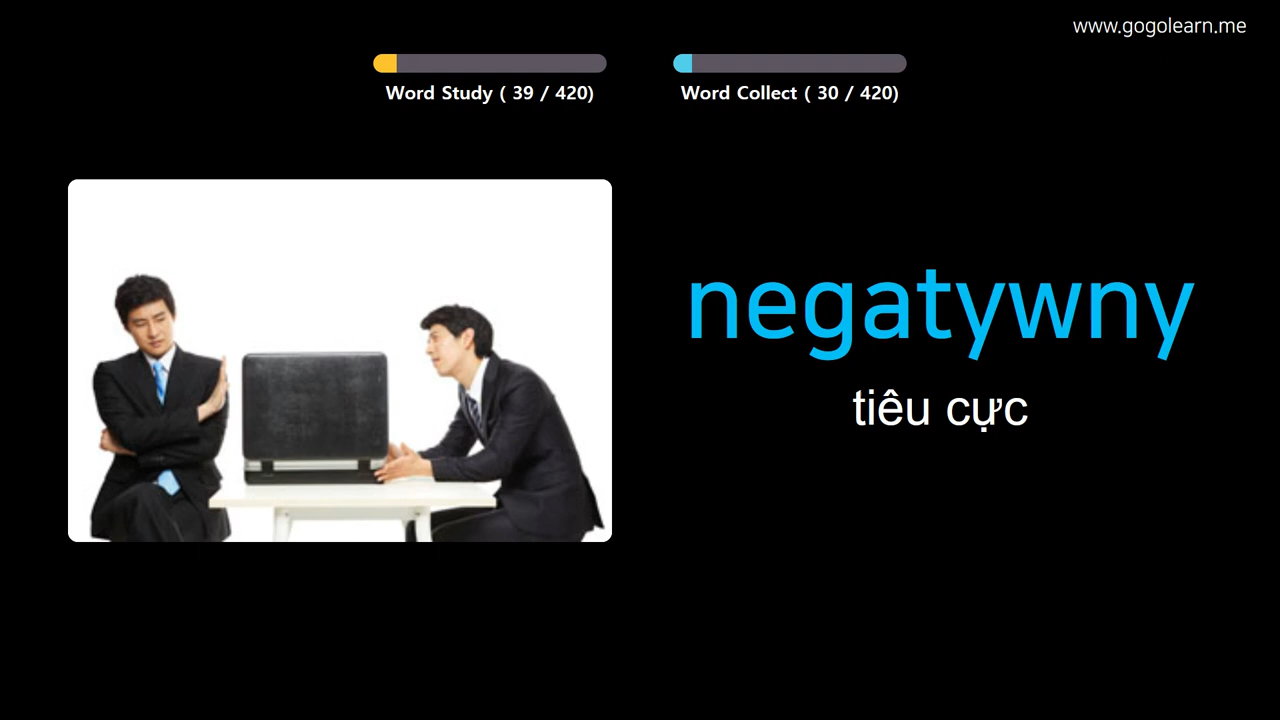 www.gogolearn.me
Word Study ( 39 / 420)
Word Collect ( 30 / 420)
negatywny
tiêu cực